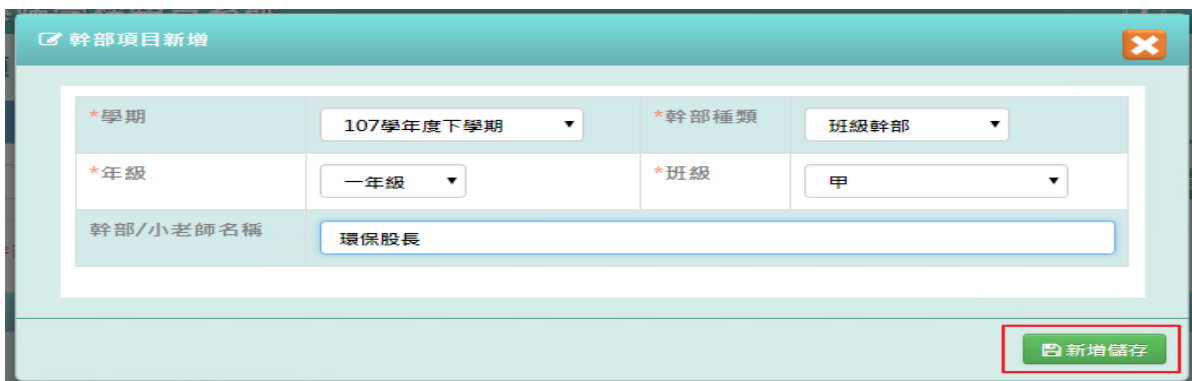 幹部項目新增
*學期 107學年度下學期 *幹部種類 班級幹部
*年級 一年級 *班級 甲
幹部/小老師名稱 環保股長
新增儲存